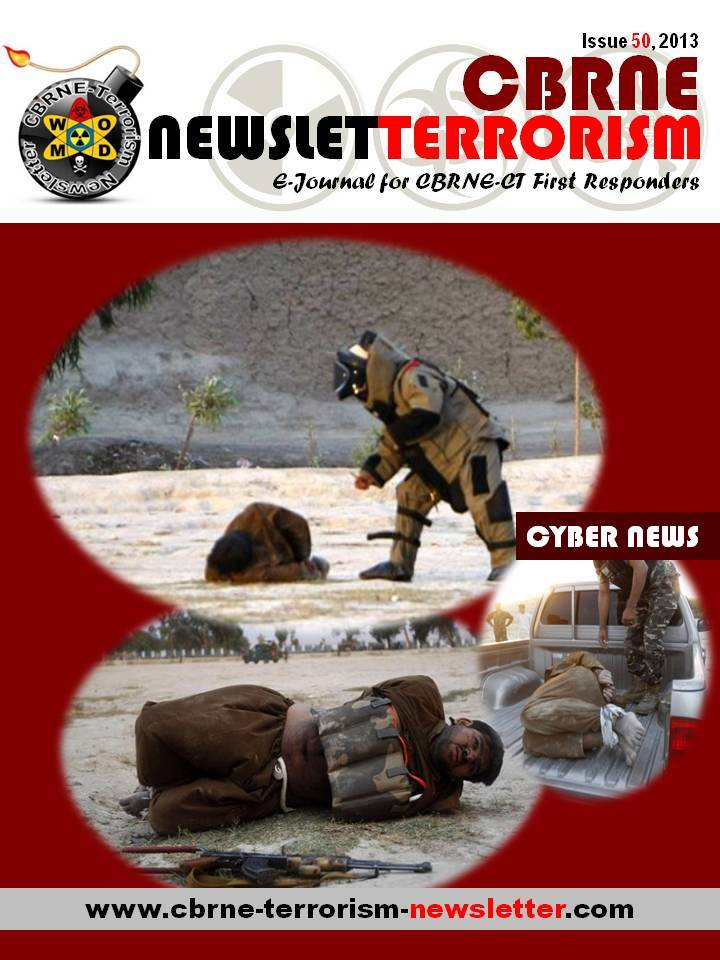 Issue 50, 2013
CBRNE
NEWSLETTERRORISM
E-Journal for CBRNE-CT First Responders
CBRNE-Terrorism Newsletter
W O
M D
CYBER NEWS
www.cbrne-terrorism-newsletter.com